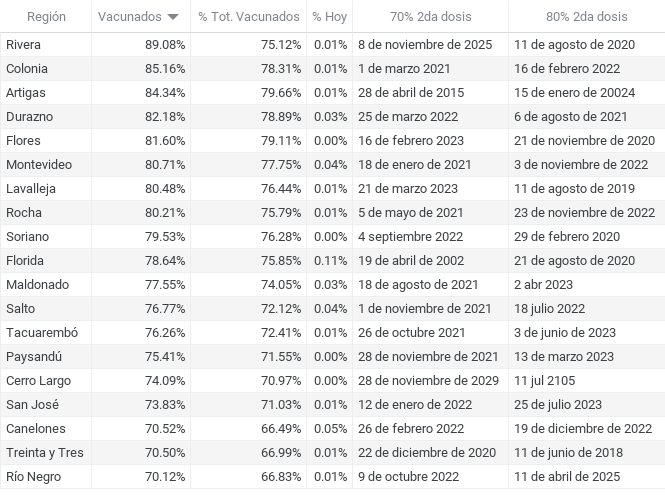 Región Vacunados % Tot. Vacunados % Hoy 70% 2da dosis 80% 2da dosis
Rivera 89.08% 75.12% 0.01% 8 de noviembre de 2025 11 de agosto de 2020
Colonia 85.16% 78.31% 0.01% 1 de marzo 2021 16 de febrero 2022
Artigas 84.34% 79.66% 0.01% 28 de abril de 2015 15 de enero de 20024
Durazno 82.18% 78.89% 0.03% 25 de marzo 2022 6 de agosto de 2021
Flores 81.60% 79.11% 0.00% 16 de febrero 2023 21 de noviembre de 2020
Montevideo 80.71% 77.75% 0.04% 18 de enero de 2021 3 de noviembre de 2022
Lavalleja 80.48% 76.44% 0.01% 21 de marzo 2023 11 de agosto de 2019
Rocha 80.21% 75.79% 0.01% 5 de mayo de 2021 23 de noviembre de 2022
Soriano 79.53% 76.28% 0.00% 4 septiembre 2022 29 de febrero 2020
Florida 78.64% 75.85% 0.11% 19 de abril de 2002 21 de agosto de 2020
Maldonado 77.55% 74.05% 0.03% 18 de agosto de 2021 2 abr 2023
Salto 76.77% 72.12% 0.04% 1 de noviembre de 2021 18 julio 2022
Tacuarembó 76.26% 72.41% 0.01% 26 de octubre 2021 3 de junio de 2023
Paysandú 75.41% 71.55% 0.00% 28 de noviembre de 2021 13 de marzo 2023
Cerro Largo 74.09% 70.97% 0.00% 28 de noviembre de 2029 11 jul 2105
San José 73.83% 71.03% 0.01% 12 de enero de 2022 25 de julio de 2023
Canelones 70.52% 66.49% 0.05% 26 de febrero 2022 19 de diciembre de 2022
Treinta y Tres 70.50% 66.99% 0.01% 22 de diciembre de 2020 11 de junio de 2018
Río Negro 70.12% 66.83% 0.01% 9 de octubre 2022 11 de abril de 2025